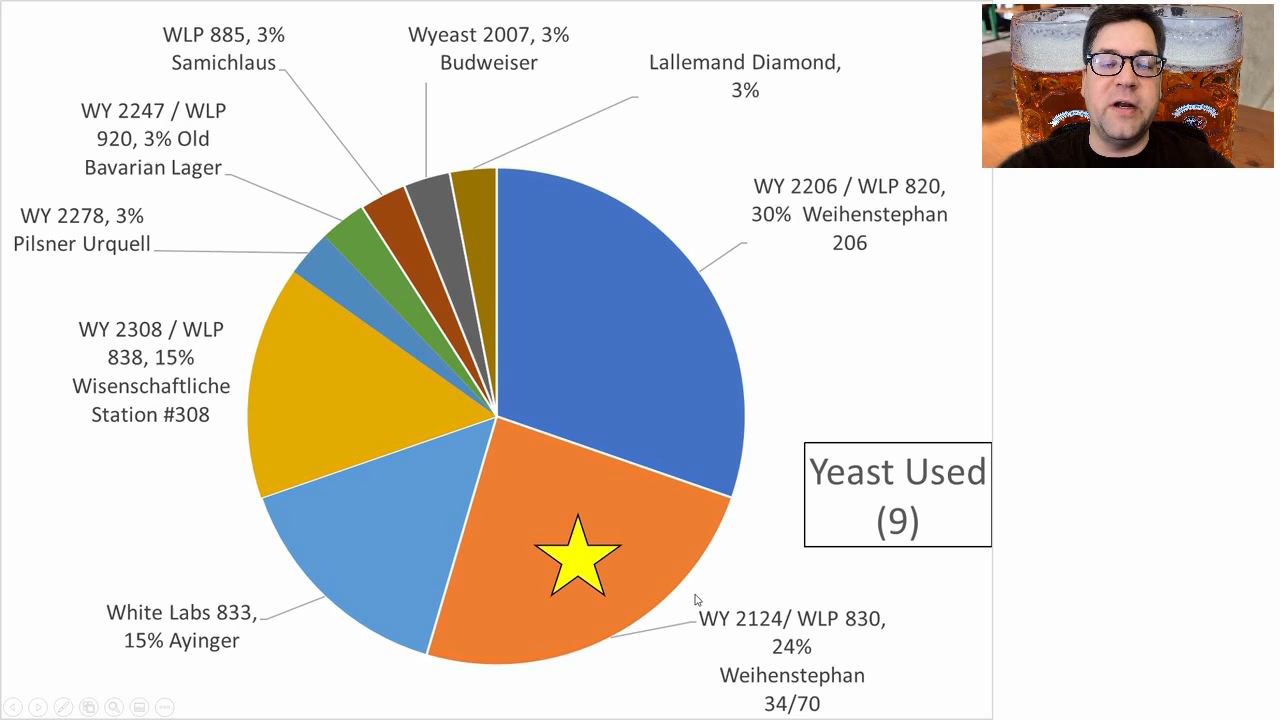 WLP 885, 3%
Samichlaus
Wyeast 2007, 3%
Budweiser
Lallemand Diamond,
3%
WY 2247 / WLP
920, 3% Old
Bavarian Lager
WY 2206 / WLP 820,
30%  Weihenstephan
206
WY 2278, 3%
Pilsner Urquell
WY 2308 / WLP
838, 15%
Wisenschaftliche
Station #308
Yeast Used
(9)
White Labs 833,
15% Ayinger
WY 2124/ WLP 830,
24%
Weihenstephan
34/70